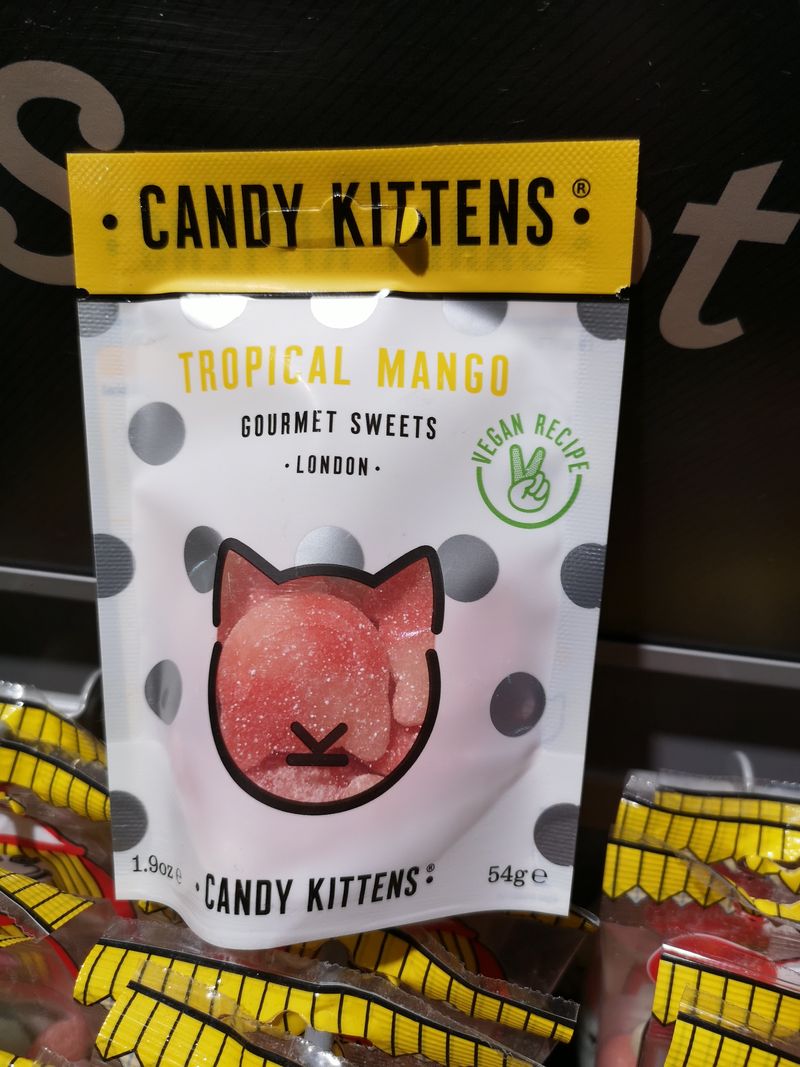 CANDY KITTENS®
TROPICAL MANGO
GOURMET SWEETS
·LONDON·
VEGAN RECIPE
1.9oz e
·CANDY KITTENS®·
54g e